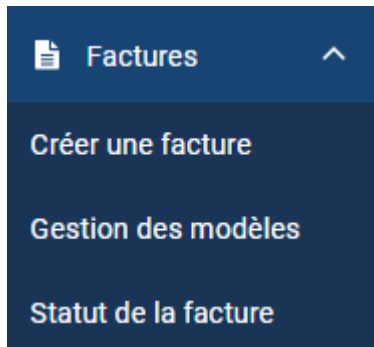 Factures
Créer une facture
Gestion des modèles
Statut de la facture